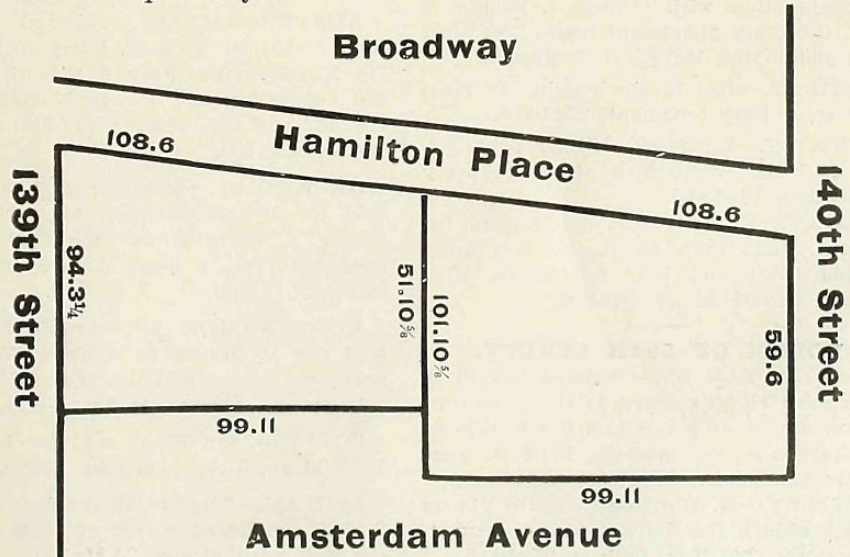 Broadway
108.6
Hamilton Place
108.6
139th Street
94.3¼
51.10⅝
101.10⅝
59.6
140th Street
99.11
99.11
Amsterdam Avenue